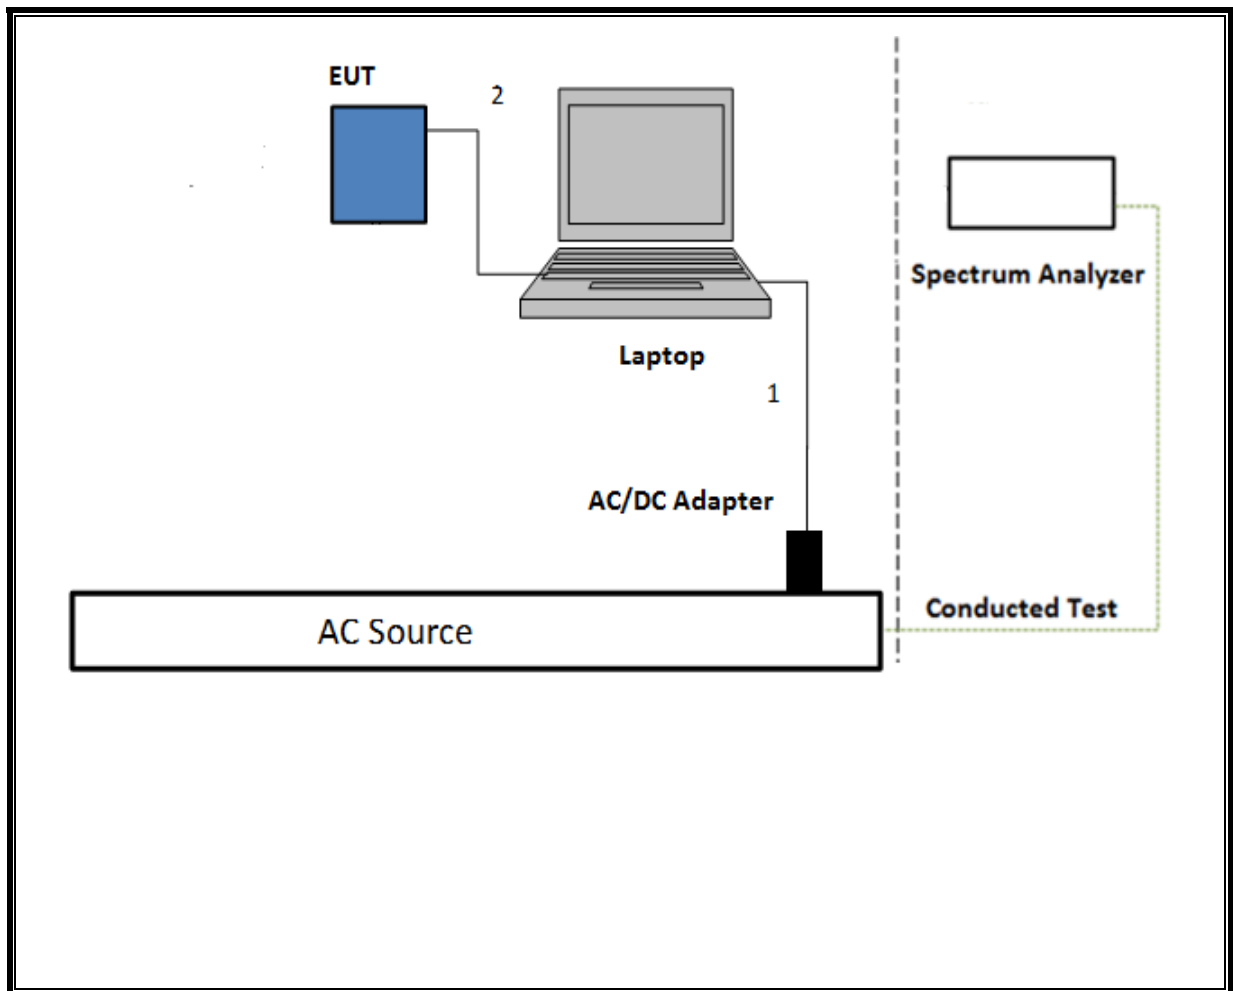 EUT
2
Spectrum Analyzer
Laptop
1
AC/DC Adapter
Conducted Test
AC Source